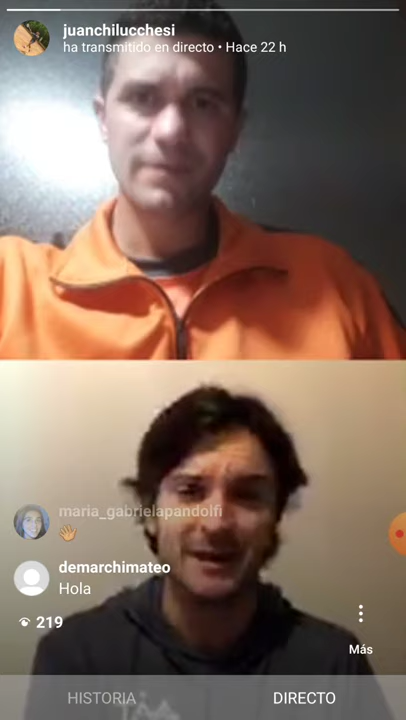 juanchilucchesi
ha transmitido en directo • Hace 22 h
maria_gabrielapandolfi
demarchimateo
Hola
219
Más
HISTORIA
DIRECTO